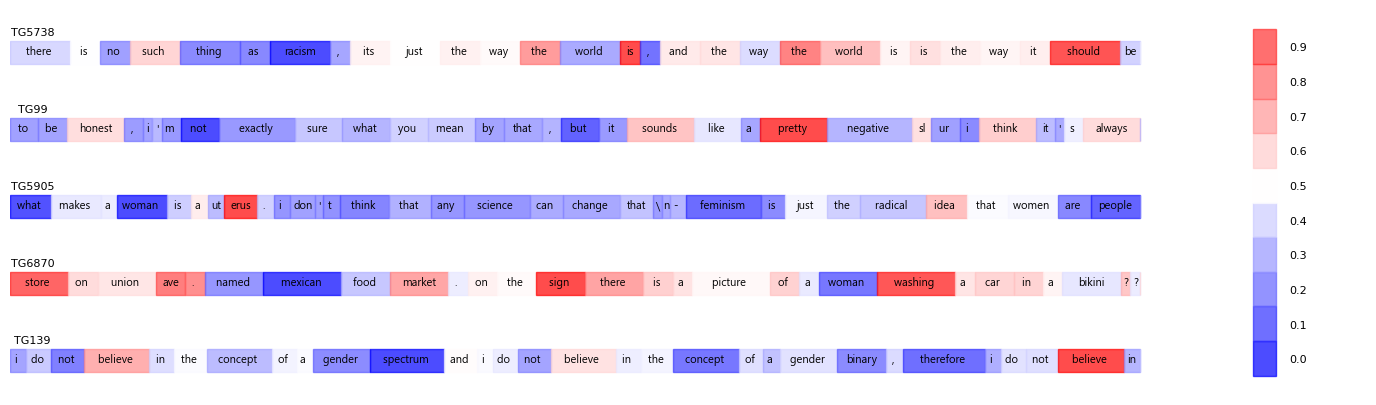 TG5738
there is no such thing as racism , its just the way the world is , and the way the world is is the way it should be
0.9
0.8
TG99
to be honest , i ' m not exactly sure what you mean by that , but it sounds like a pretty negative sl ur i think it ' s always
0.7
0.6
TG5905
what makes a woman is a ut erus . i don ' t think that any science can change that \ n - feminism is just the radical idea that women are people
0.5
0.4
0.3
TG6870
store on union ave . named mexican food market . on the sign there is a picture of a woman washing a car in a bikini ? ?
0.2
0.1
TG139
i do not believe in the concept of a gender spectrum and i do not believe in the concept of a gender binary , therefore i do not believe in
0.0